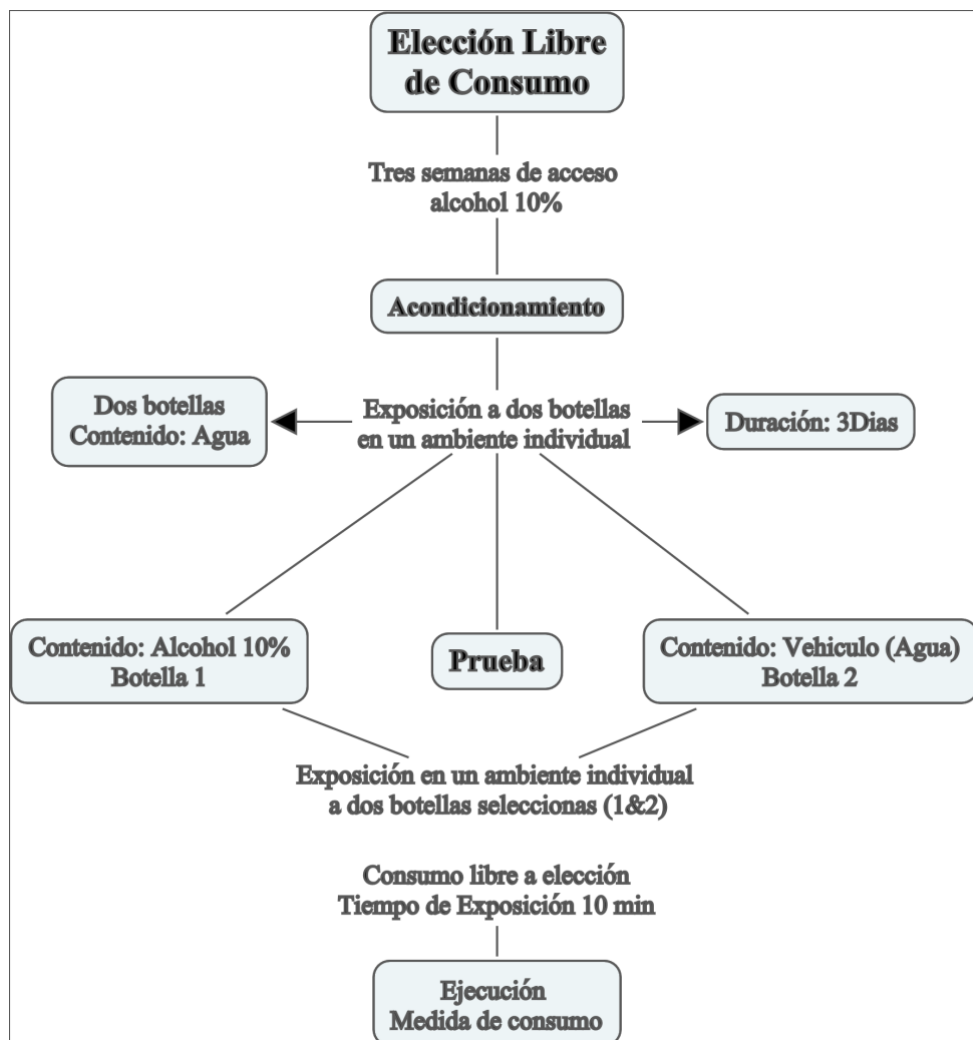 Elección Libre
de Consumo
Tres semanas de acceso
alcohol 10%
Acondicionamiento
Dos botellas
Contenido: Agua
Exposición a dos botellas
en un ambiente individual
Duración: 3Dias
Contenido: Alcohol 10%
Botella 1
Prueba
Contenido: Vehiculo (Agua)
Botella 2
Exposición en un ambiente individual
a dos botellas seleccionas (1&2)
Consumo libre a elección
Tiempo de Exposición 10 min
Ejecución
Medida de consumo